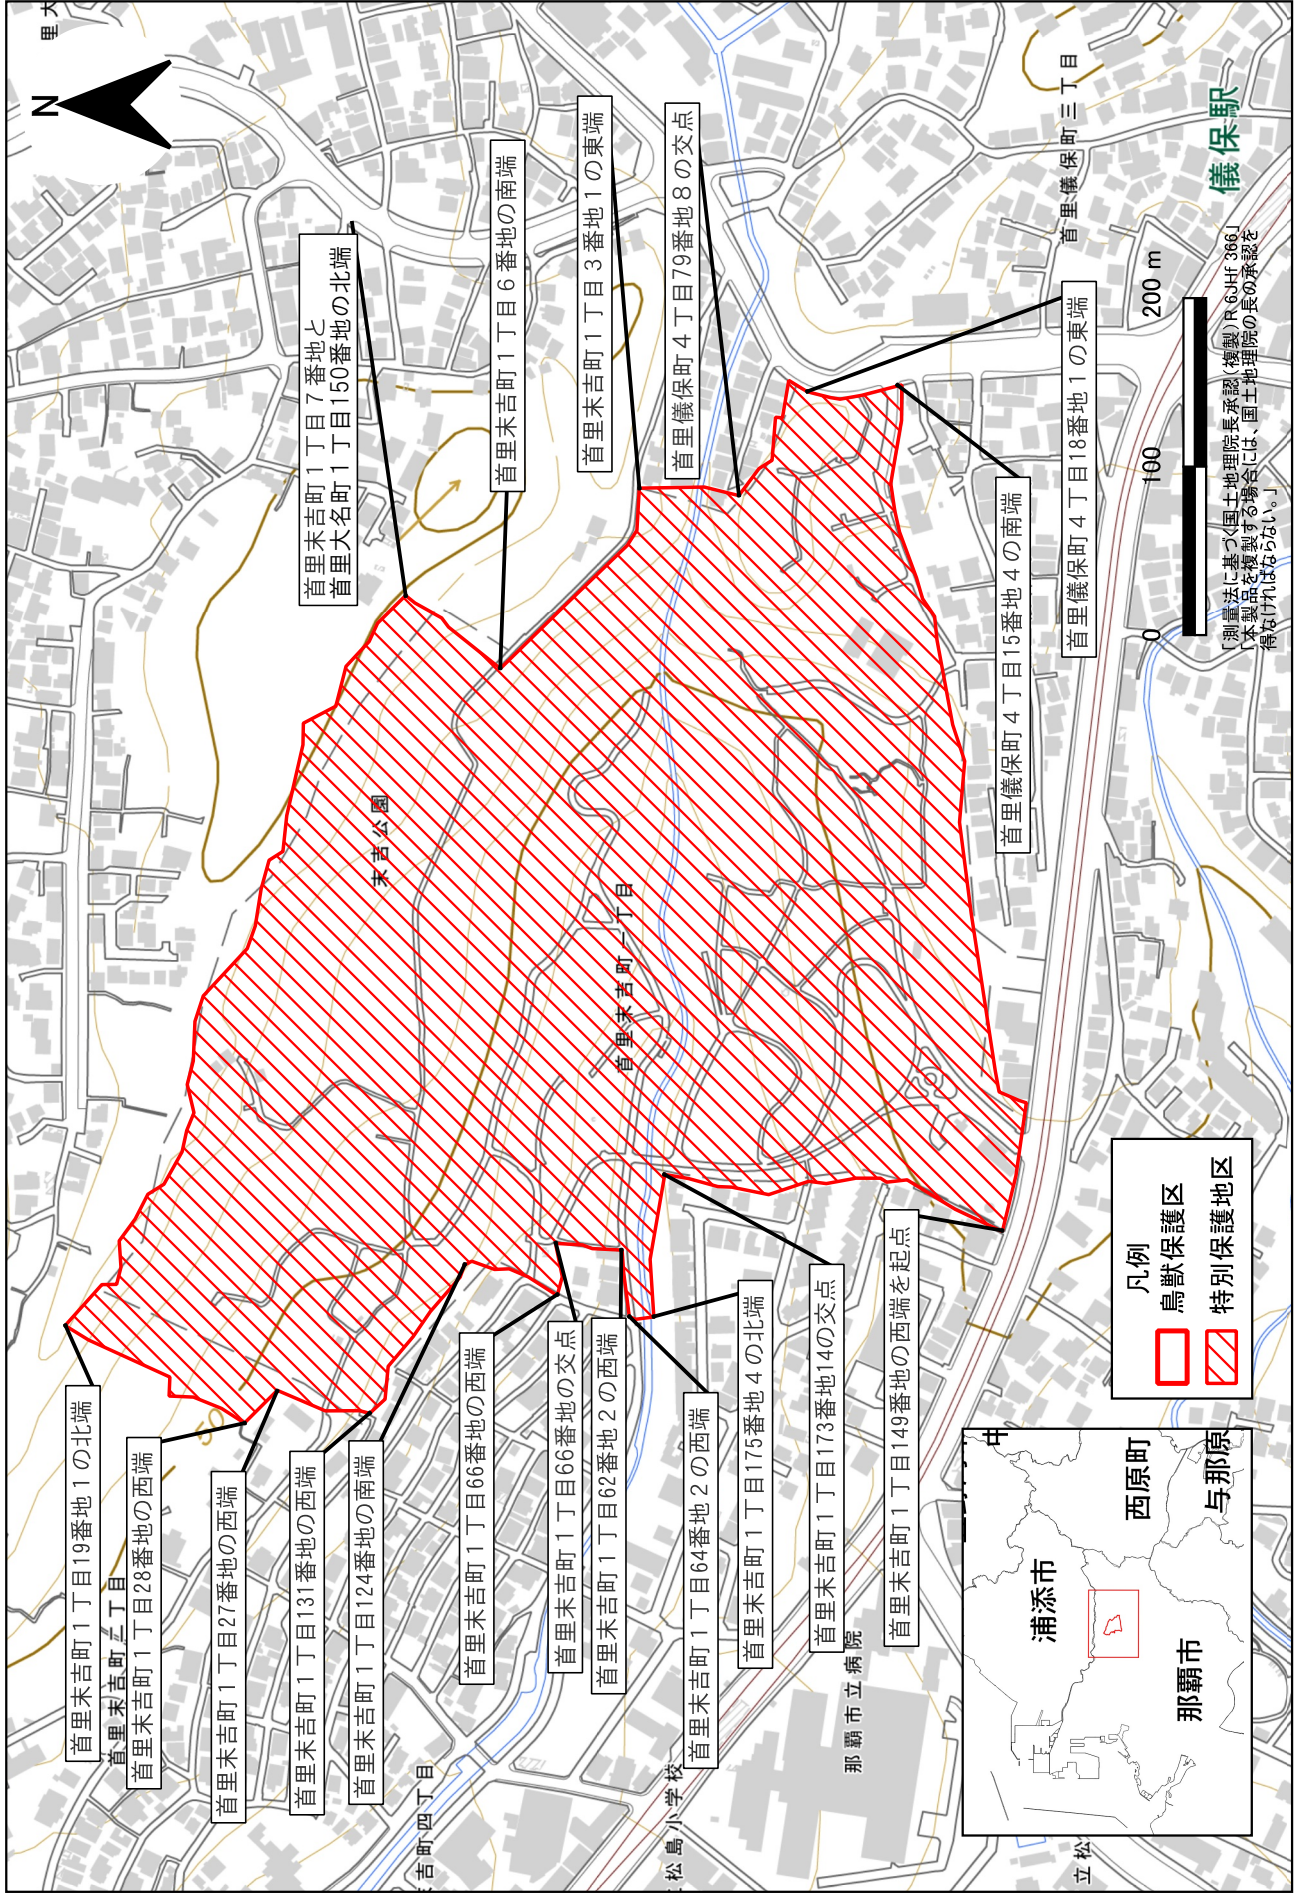 N
首里末吉町１丁目７番地と
首里大名町１丁目150番地の北端
首里末吉町１丁目６番地の南端
首里末吉町１丁目３番地１の東端
首里儀保町４丁目79番地８の交点
首里儀保町４丁目18番地１の東端
首里儀保町４丁目15番地４の南端
首里末吉町１丁目19番地１の北端
首里末吉町１丁目28番地の西端
首里末吉町１丁目27番地の西端
首里末吉町１丁目131番地の西端
首里末吉町１丁目124番地の南端
首里末吉町１丁目66番地の西端
首里末吉町１丁目66番地の交点
首里末吉町１丁目62番地２の西端
首里末吉町１丁目64番地２の西端
首里末吉町１丁目175番地４の北端
首里末吉町１丁目173番地14の交点
首里末吉町１丁目149番地の西端を起点
里大
末吉公園
首里末吉町一丁目
首里末吉町二丁目
吉町四丁目
松島小学校
那覇市立病院
立松
首里儀保町三丁目
儀保駅
50
0
100
200 m
「測量法に基づく国土地理院長承認（複製）R 6JHf 366」
「本製品を複製する場合には、国土地理院の長の承認を
得なければならない。」
凡例
鳥獣保護区
特別保護地区
浦添市
那覇市
西原町
与那原
中